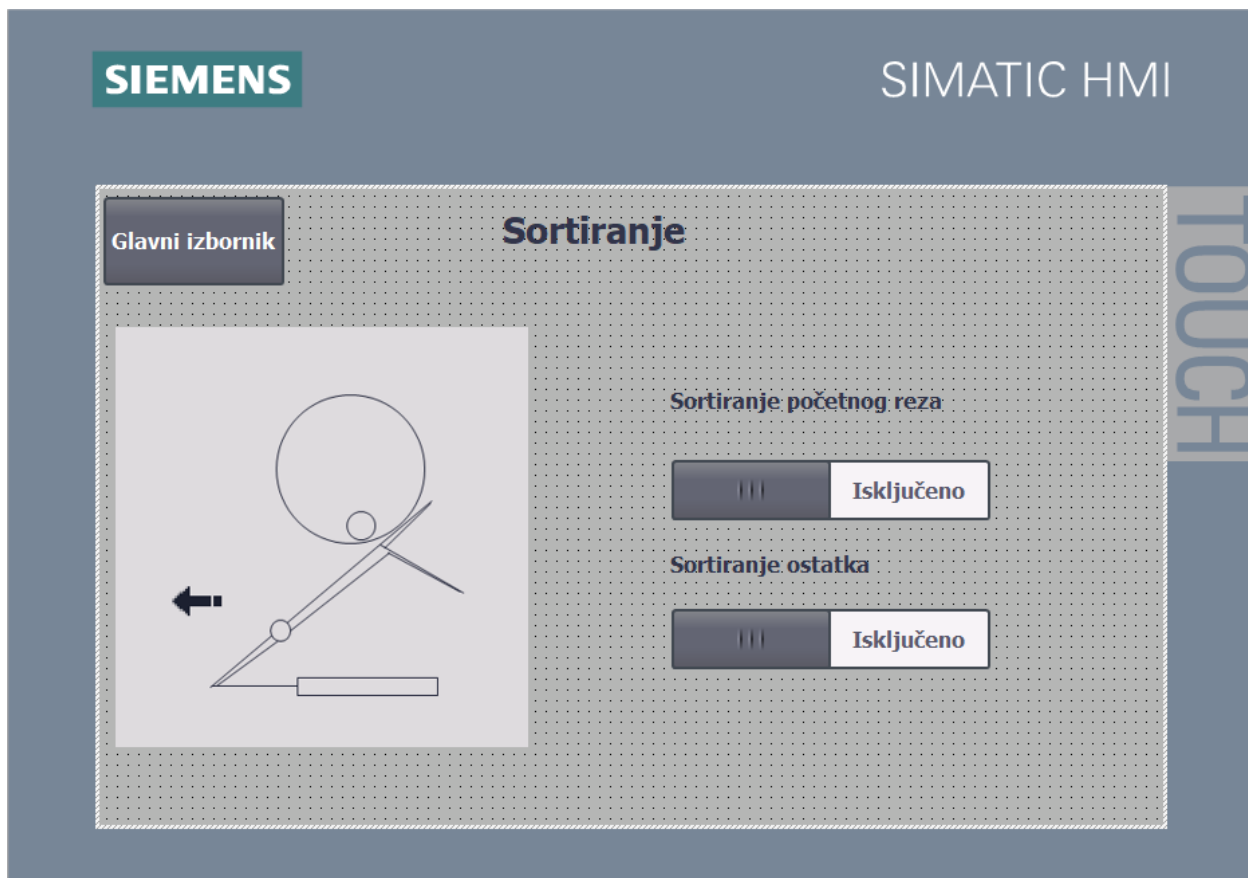 SIEMENS
SIMATIC HMI
TOUCH
Glavni izbornik
Sortiranje
Sortiranje početnog reza
Isključeno
Sortiranje ostatka
Isključeno